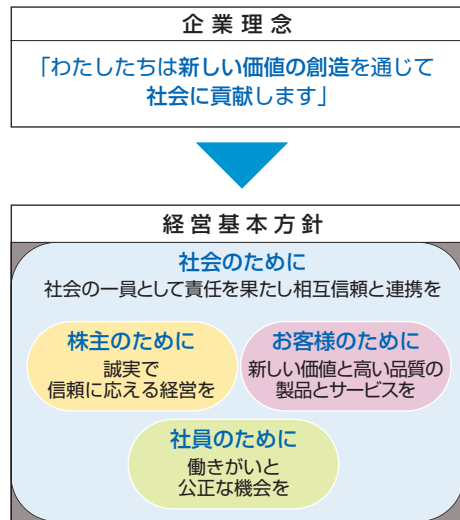 企業理念
「わたしたちは新しい価値の創造を通じて
社会に貢献します」
経営基本方針
社会のために
社会の一員として責任を果たし相互信頼と連携を
株主のために
誠実で
信頼に応える経営を
お客様のために
新しい価値と高い品質の
製品とサービスを
社員のために
働きがいと
公正な機会を